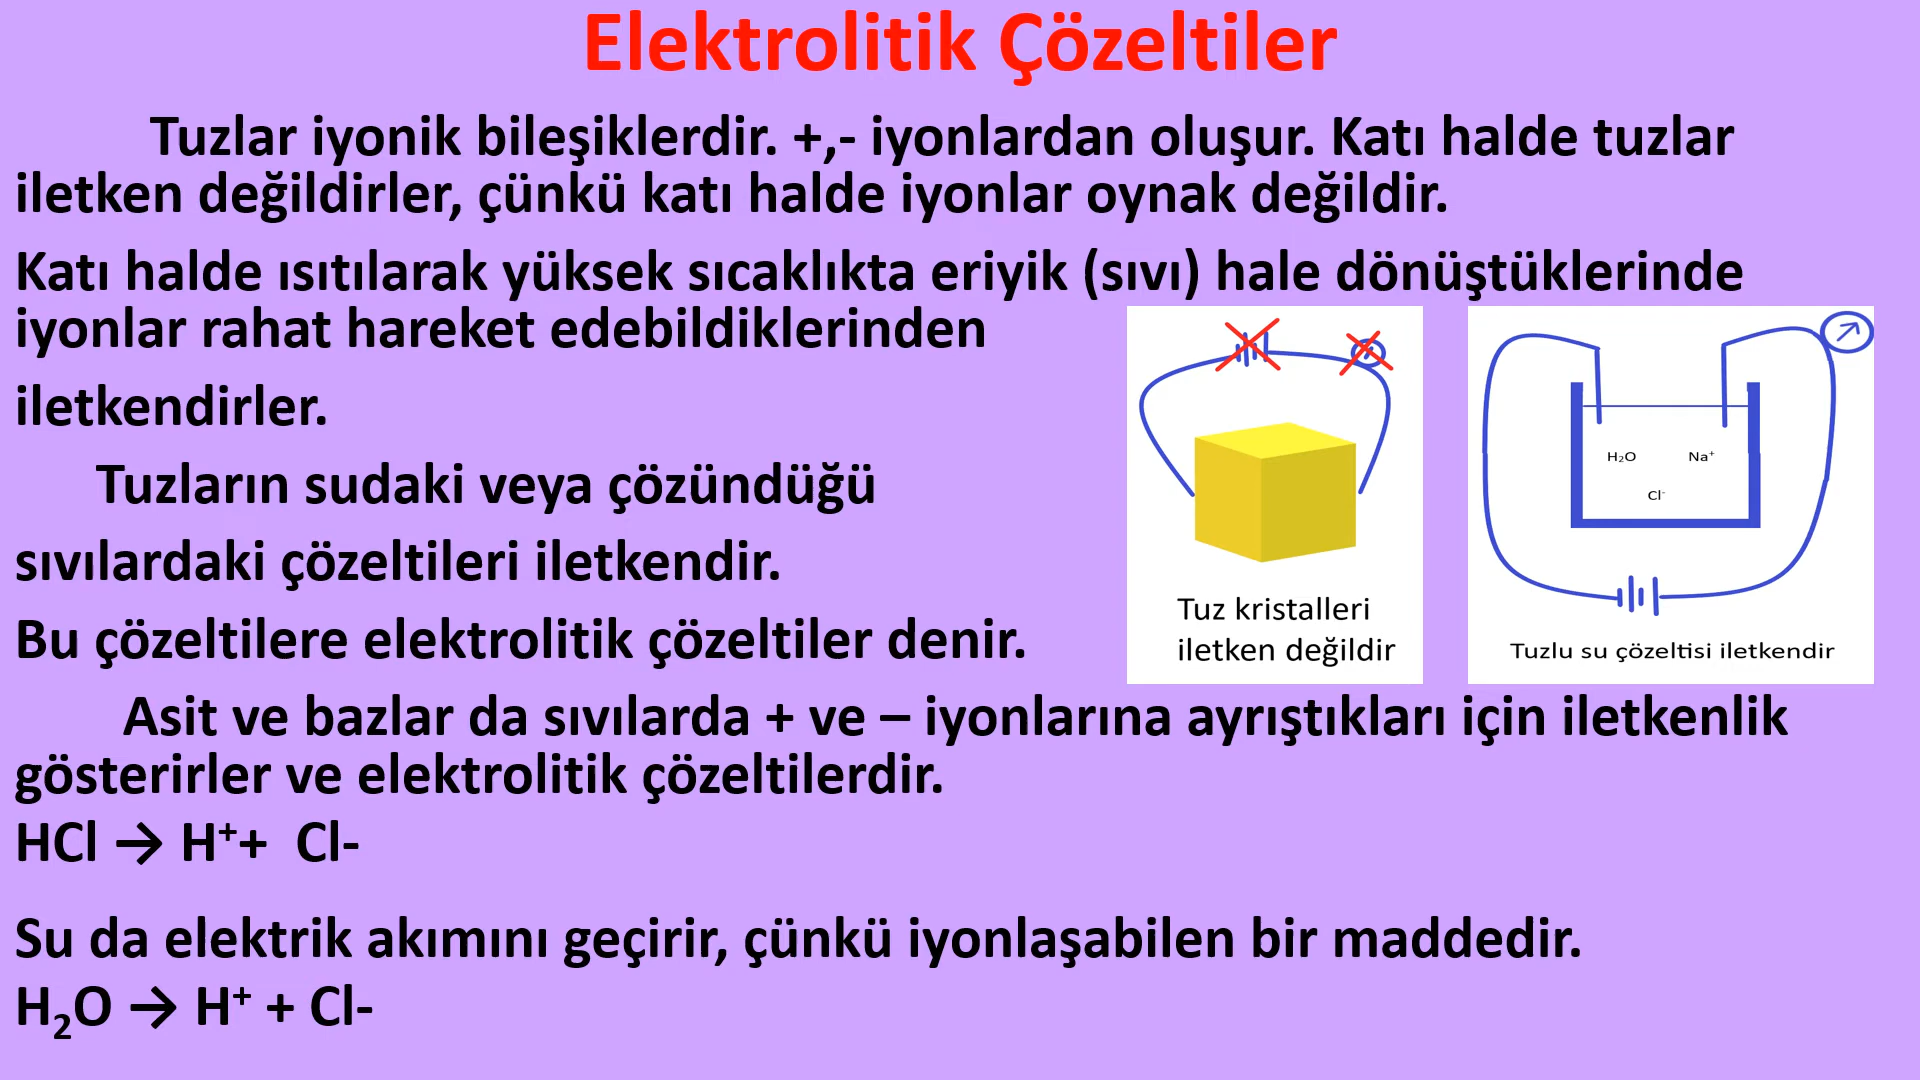 Elektrolitik Çözeltiler
Tuzlar iyonik bileşiklerdir. +,- iyonlardan oluşur. Katı halde tuzlar
iletken değildirler, çünkü katı halde iyonlar oynak değildir.
Katı halde ısıtılarak yüksek sıcaklıkta eriyik (sıvı) hale dönüştüklerinde
iyonlar rahat hareket edebildiklerinden
iletkendirler.
Tuzların sudaki veya çözündüğü
sıvılardaki çözeltileri iletkendir.
Bu çözeltilere elektrolitik çözeltiler denir.
H₂O Na⁺
Cl⁻
Tuz kristalleri
iletken değildir
Tuzlu su çözeltisi iletkendir
Asit ve bazlar da sıvılarda + ve – iyonlarına ayrıştıkları için iletkenlik
gösterirler ve elektrolitik çözeltilerdir.
HCl → H⁺+ Cl-
Su da elektrik akımını geçirir, çünkü iyonlaşabilen bir maddedir.
H₂O → H⁺ + Cl-